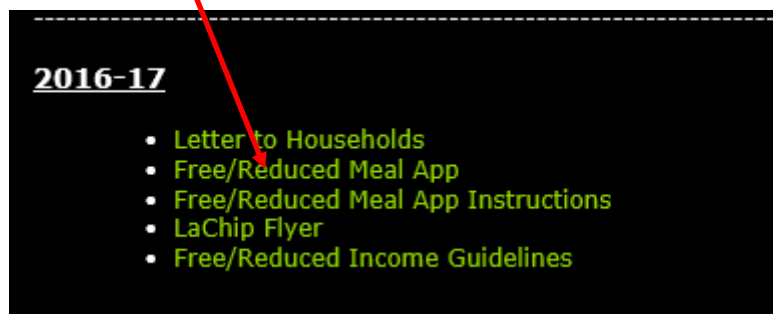 2016-17
Letter to Households
Free/Reduced Meal App
Free/Reduced Meal App Instructions
LaChip Flyer
Free/Reduced Income Guidelines